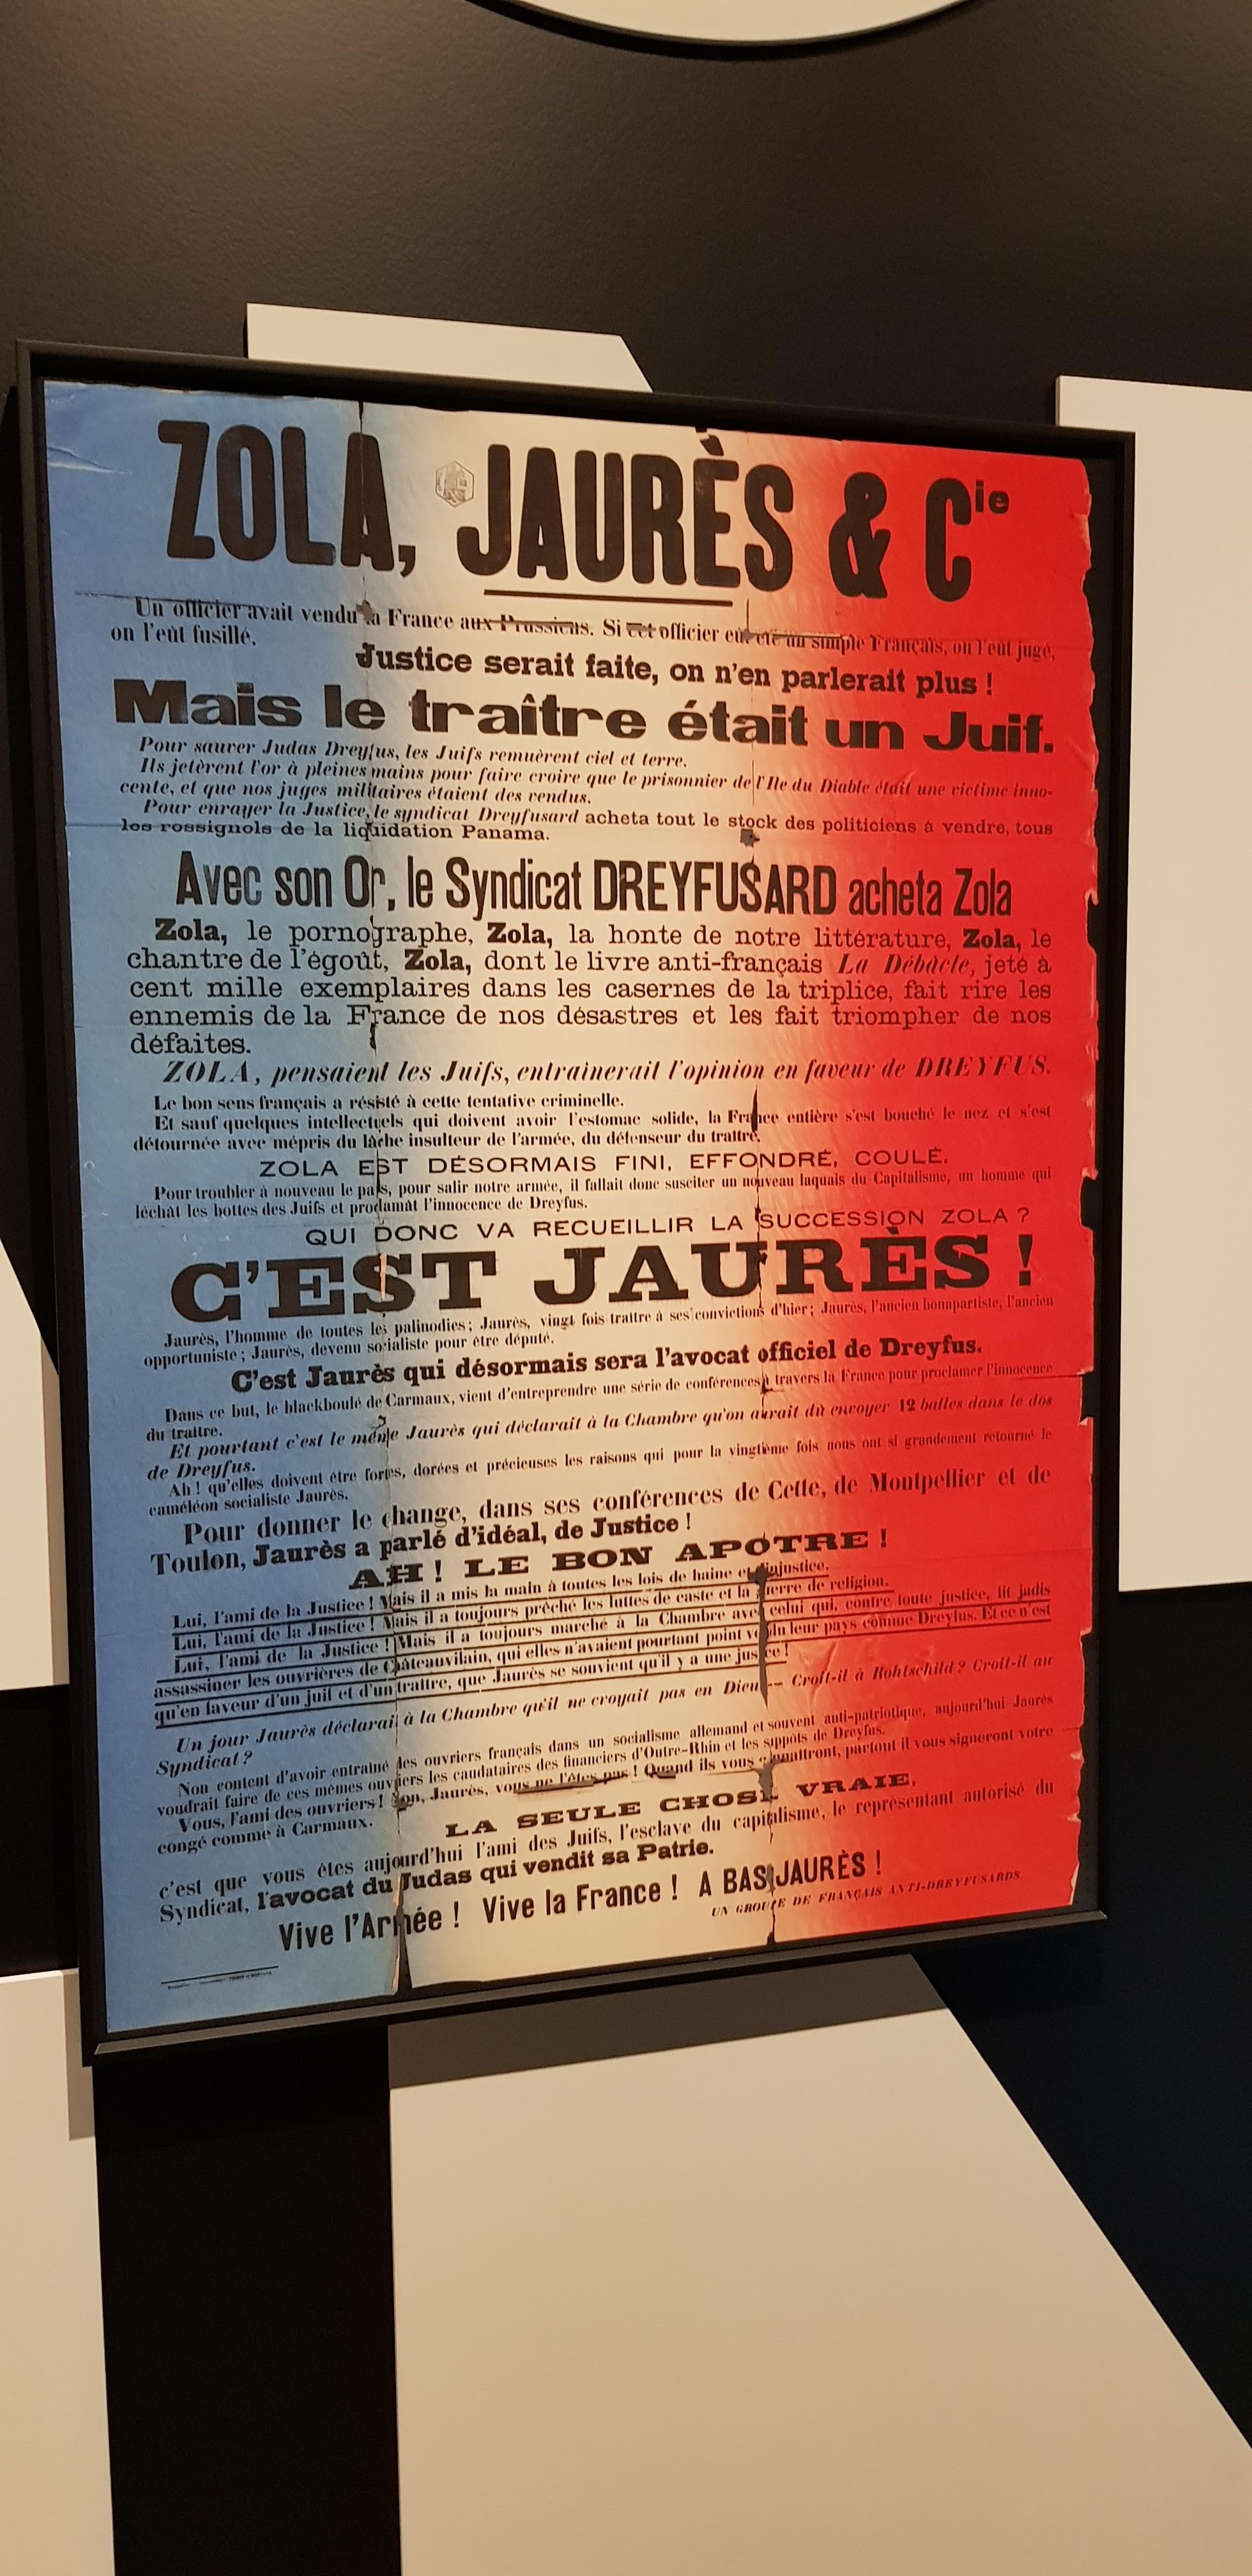 ZOLA, JAURÈS & Cie
Un officier avait vendu la France aux Prussiens. Si cet officier eût été un simple Français, on l'eût jugé,
on l'eût fusillé.
Justice serait faite, on n'en parlerait plus !
Mais le traître était un Juif.
Pour sauver Judas Dreyfus, les Juifs remuèrent ciel et terre.
Ils jetèrent l'or à pleines mains pour faire croire que le prisonnier de l'Ile du Diable était une victime inno-
cente, et que nos juges militaires étaient des vendus.
Pour enrayer la Justice, le syndicat Dreyfusard acheta tout le stock des politiciens à vendre, tous
les rossignols de la liquidation Panama.
Avec son Or, le Syndicat DREYFUSARD acheta Zola
Zola, le pornographe, Zola, la honte de notre littérature, Zola, le
chantre de l'égoût, Zola, dont le livre anti-français La Débâcle, jeté à
cent mille exemplaires dans les casernes de la triplice, fait rire les
ennemis de la France de nos désastres et les fait triompher de nos
défaites.
ZOLA, pensaient les Juifs, entraînerait l'opinion en faveur de DREYFUS.
Le bon sens français a résisté à cette tentative criminelle.
Et sauf quelques intellectuels qui doivent avoir l'estomac solide, la France entière s'est bouché le nez et s'est
détournée avec mépris du lâche insulteur de l'armée, du défenseur du traître.
ZOLA EST DÉSORMAIS FINI, EFFONDRÉ, COULÉ.
Pour troubler à nouveau le pays, pour salir notre armée, il fallait donc susciter un nouveau laquais du Capitalisme, un homme qui
léchât les bottes des Juifs et proclamât l'innocence de Dreyfus.
QUI DONC VA RECUEILLIR LA SUCCESSION ZOLA ?
C'EST JAURÈS !
Jaurès, l'homme de toutes les palinodies ; Jaurès, vingt fois traître à ses convictions d'hier ; Jaurès, l'ancien bonapartiste, l'ancien
opportuniste ; Jaurès, devenu socialiste pour être député.
C'est Jaurès qui désormais sera l'avocat officiel de Dreyfus.
Dans ce but, le blackboulé de Carmaux, vient d'entreprendre une série de conférences à travers la France pour proclamer l'innocence
du traître.
Et pourtant c'est le même Jaurès qui déclarait à la Chambre qu'on aurait dû envoyer 12 balles dans le dos
de Dreyfus.
Ah ! qu'elles doivent être fortes, dorées et précieuses les raisons qui pour la vingtième fois nous ont si grandement retourné le
caméléon socialiste Jaurès.
Pour donner le change, dans ses conférences de Cette, de Montpellier et de
Toulon, Jaurès a parlé d'idéal, de Justice !
AH ! LE BON APOTRE !
Lui, l'ami de la Justice ! Mais il a mis la main à toutes les lois de haine et d'injustice.
Lui, l'ami de la Justice ! Mais il a toujours prêché les luttes de caste et la guerre de religion.
Lui, l'ami de la Justice ! Mais il a toujours marché à la Chambre avec celui qui, contre toute justice, fit jadis
assassiner les ouvrières de Châteauvilain, qui elles n'avaient pourtant point vendu leur pays comme Dreyfus. Et ce n'est
qu'en faveur d'un juif et d'un traître, que Jaurès se souvient qu'il y a une justice !
Un jour Jaurès déclarait à la Chambre qu'il ne croyait pas en Dieu -- Croit-il à Rohtschild ? Croit-il au
Syndicat ?
Non content d'avoir entraîné les ouvriers français dans un socialisme allemand et souvent anti-patriotique, aujourd'hui Jaurès
voudrait faire de ces mêmes ouvriers les caudataires des financiers d'Outre-Rhin et les suppôts de Dreyfus.
Vous, l'ami des ouvriers ! Non, Jaurès, vous ne l'êtes pas ! Quand ils vous connaîtront, partout il vous signeront votre
congé comme à Carmaux.
LA SEULE CHOSE VRAIE,
c'est que vous êtes aujourd'hui l'ami des Juifs, l'esclave du capitalisme, le représentant autorisé du
Syndicat, l'avocat du Judas qui vendit sa Patrie.
Vive l'Armée ! Vive la France ! A BAS JAURÈS !
UN GROUPE DE FRANÇAIS ANTI-DREYFUSARDS